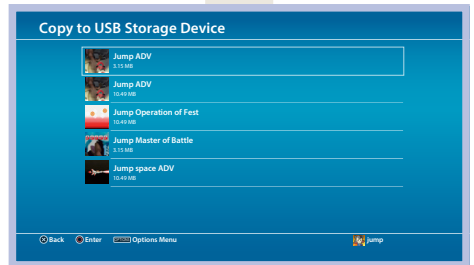 Copy to USB Storage Device
Jump ADV
3.15 MB
Jump ADV
10.49 MB
Jump Operation of Fest
10.49 MB
Jump Master of Battle
3.15 MB
Jump space ADV
10.49 MB
Back Enter OPTIONS Options Menu Jump